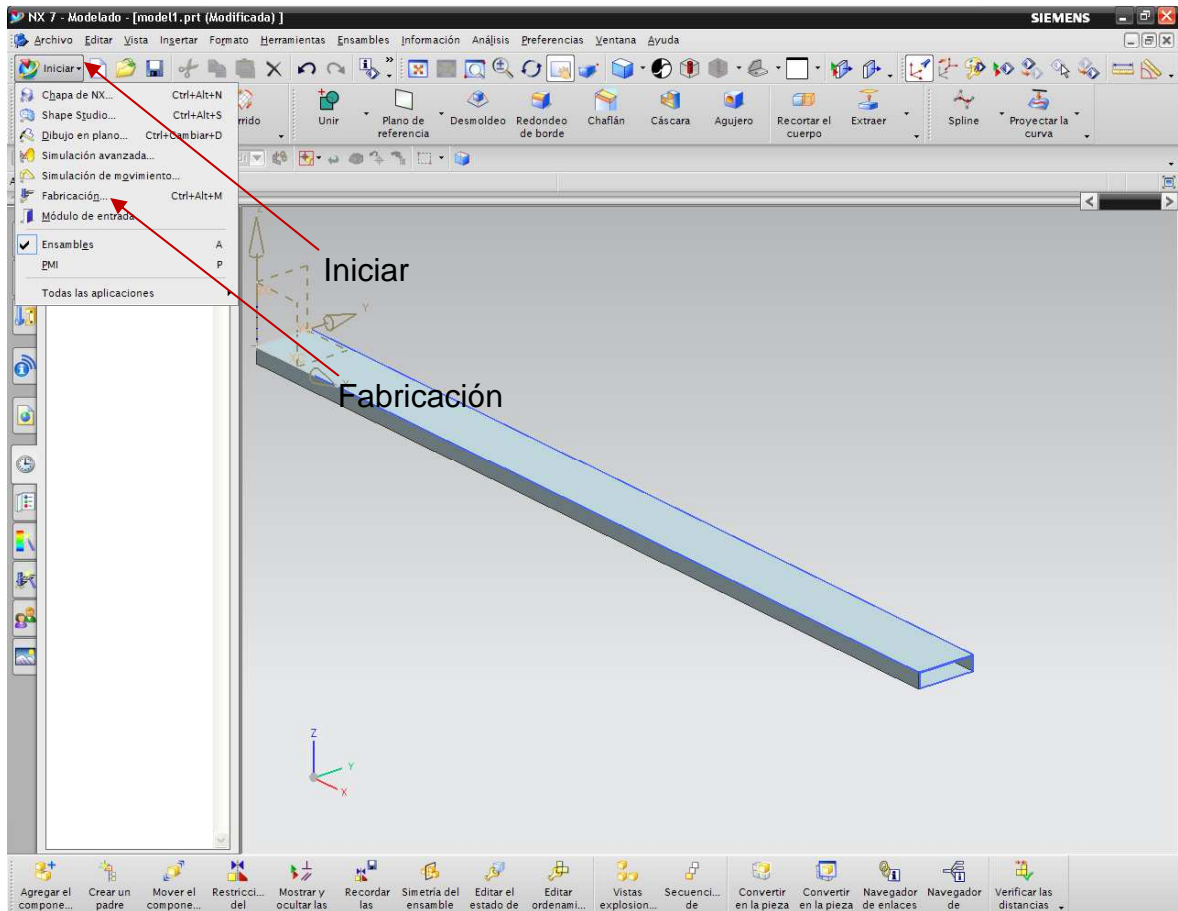 NX 7 - Modelado - [model1.prt (Modificada) ]
SIEMENS
Archivo Editar Vista Insertar Formato Herramientas Ensambles Información Análisis Preferencias Ventana Ayuda
Iniciar
Chapa de NX... Ctrl+Alt+N
Shape Studio... Ctrl+Alt+S
Dibujo en plano... Ctrl+Cambiar+D
Simulación avanzada...
Simulación de movimiento...
Fabricación... Ctrl+Alt+M
Módulo de entrada
Ensambles A
PMI P
Todas las aplicaciones
Unir
Plano de referencia
Desmoldeo
Redondeo de borde
Chaflán
Cáscara
Agujero
Recortar el cuerpo
Extraer
Spline
Proyectar la curva
Iniciar
Fabricación
Z
Y
X
Z
Y
X
Agregar el compone...
Crear un padre
Mover el compone...
Restricci... del
Mostrar y ocultar las
Recordar las
Simetría del ensamble
Editar el estado de
Editar ordenami...
Vistas explosion...
Secuenci... de
Convertir en la pieza
Convertir en la pieza
Navegador de enlaces
Navegador de
Verificar las distancias